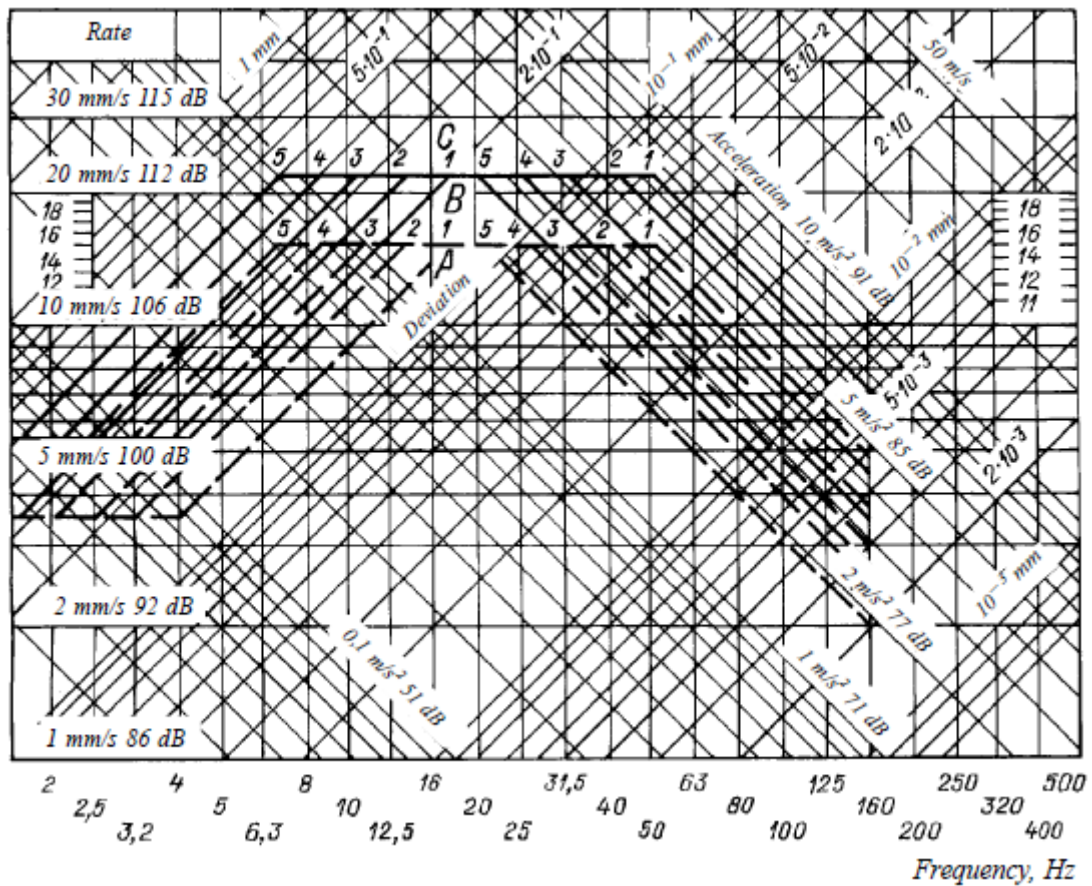 Rate
1 mm
5·10⁻¹
2·10⁻¹
10⁻¹ mm
5·10⁻²
50 m/s
2·10
30 mm/s 115 dB
20 mm/s 112 dB
C
5 4 3 2 1 5 4 3 2 1
Acceleration 10 m/s² 91 dB
10⁻² mm
18
16
14
12
B
5 4 3 2 1 5 4 3 2 1
A
18
16
14
13
12
11
Deviation
10 mm/s 106 dB
5 mm/s 100 dB
5 m/s² 85 dB
2·10⁻³
2 mm/s 92 dB
2 m/s² 77 dB
10⁻⁵ mm
0,1 m/s² 51 dB
1 m/s² 71 dB
1 mm/s 86 dB
2 4 8 16 31,5 63 125 250 500
2,5 5 10 20 40 80 160 320
3,2 6,3 12,5 25 50 100 200 400
Frequency, Hz